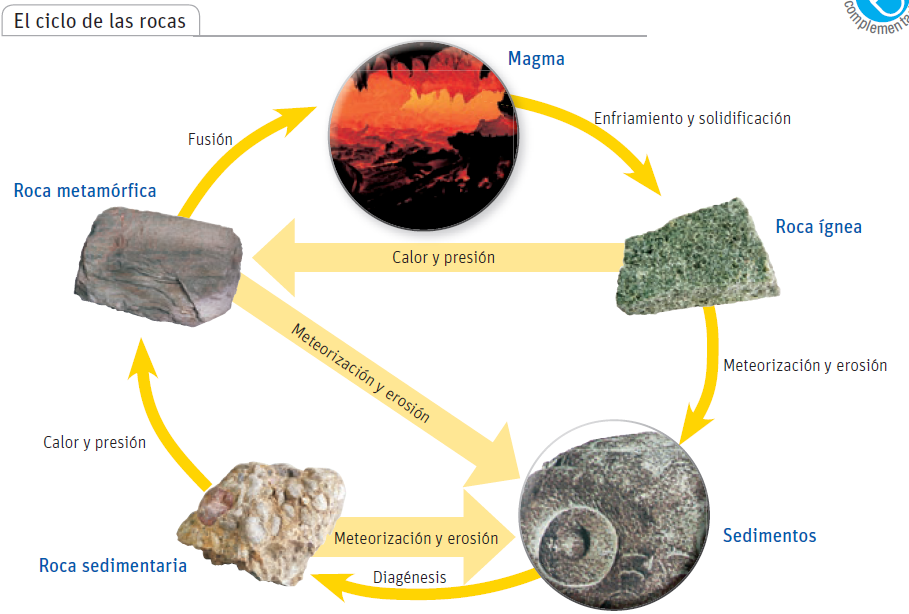 El ciclo de las rocas
Magma
Enfriamiento y solidificación
Fusión
Roca metamórfica
Roca ígnea
Calor y presión
Meteorización y erosión
Meteorización y erosión
Calor y presión
Meteorización y erosión
Sedimentos
Roca sedimentaria
Diagénesis